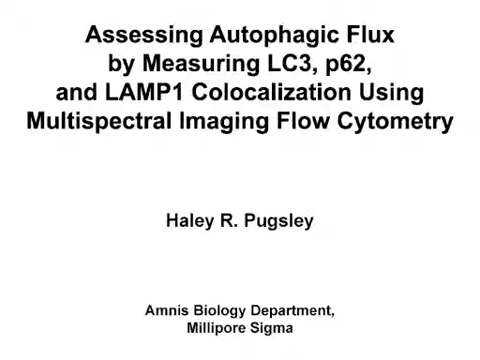 Assessing Autophagic Flux
by Measuring LC3, p62,
and LAMP1 Colocalization Using
Multispectral Imaging Flow Cytometry
Haley R. Pugsley
Amnis Biology Department,
Millipore Sigma